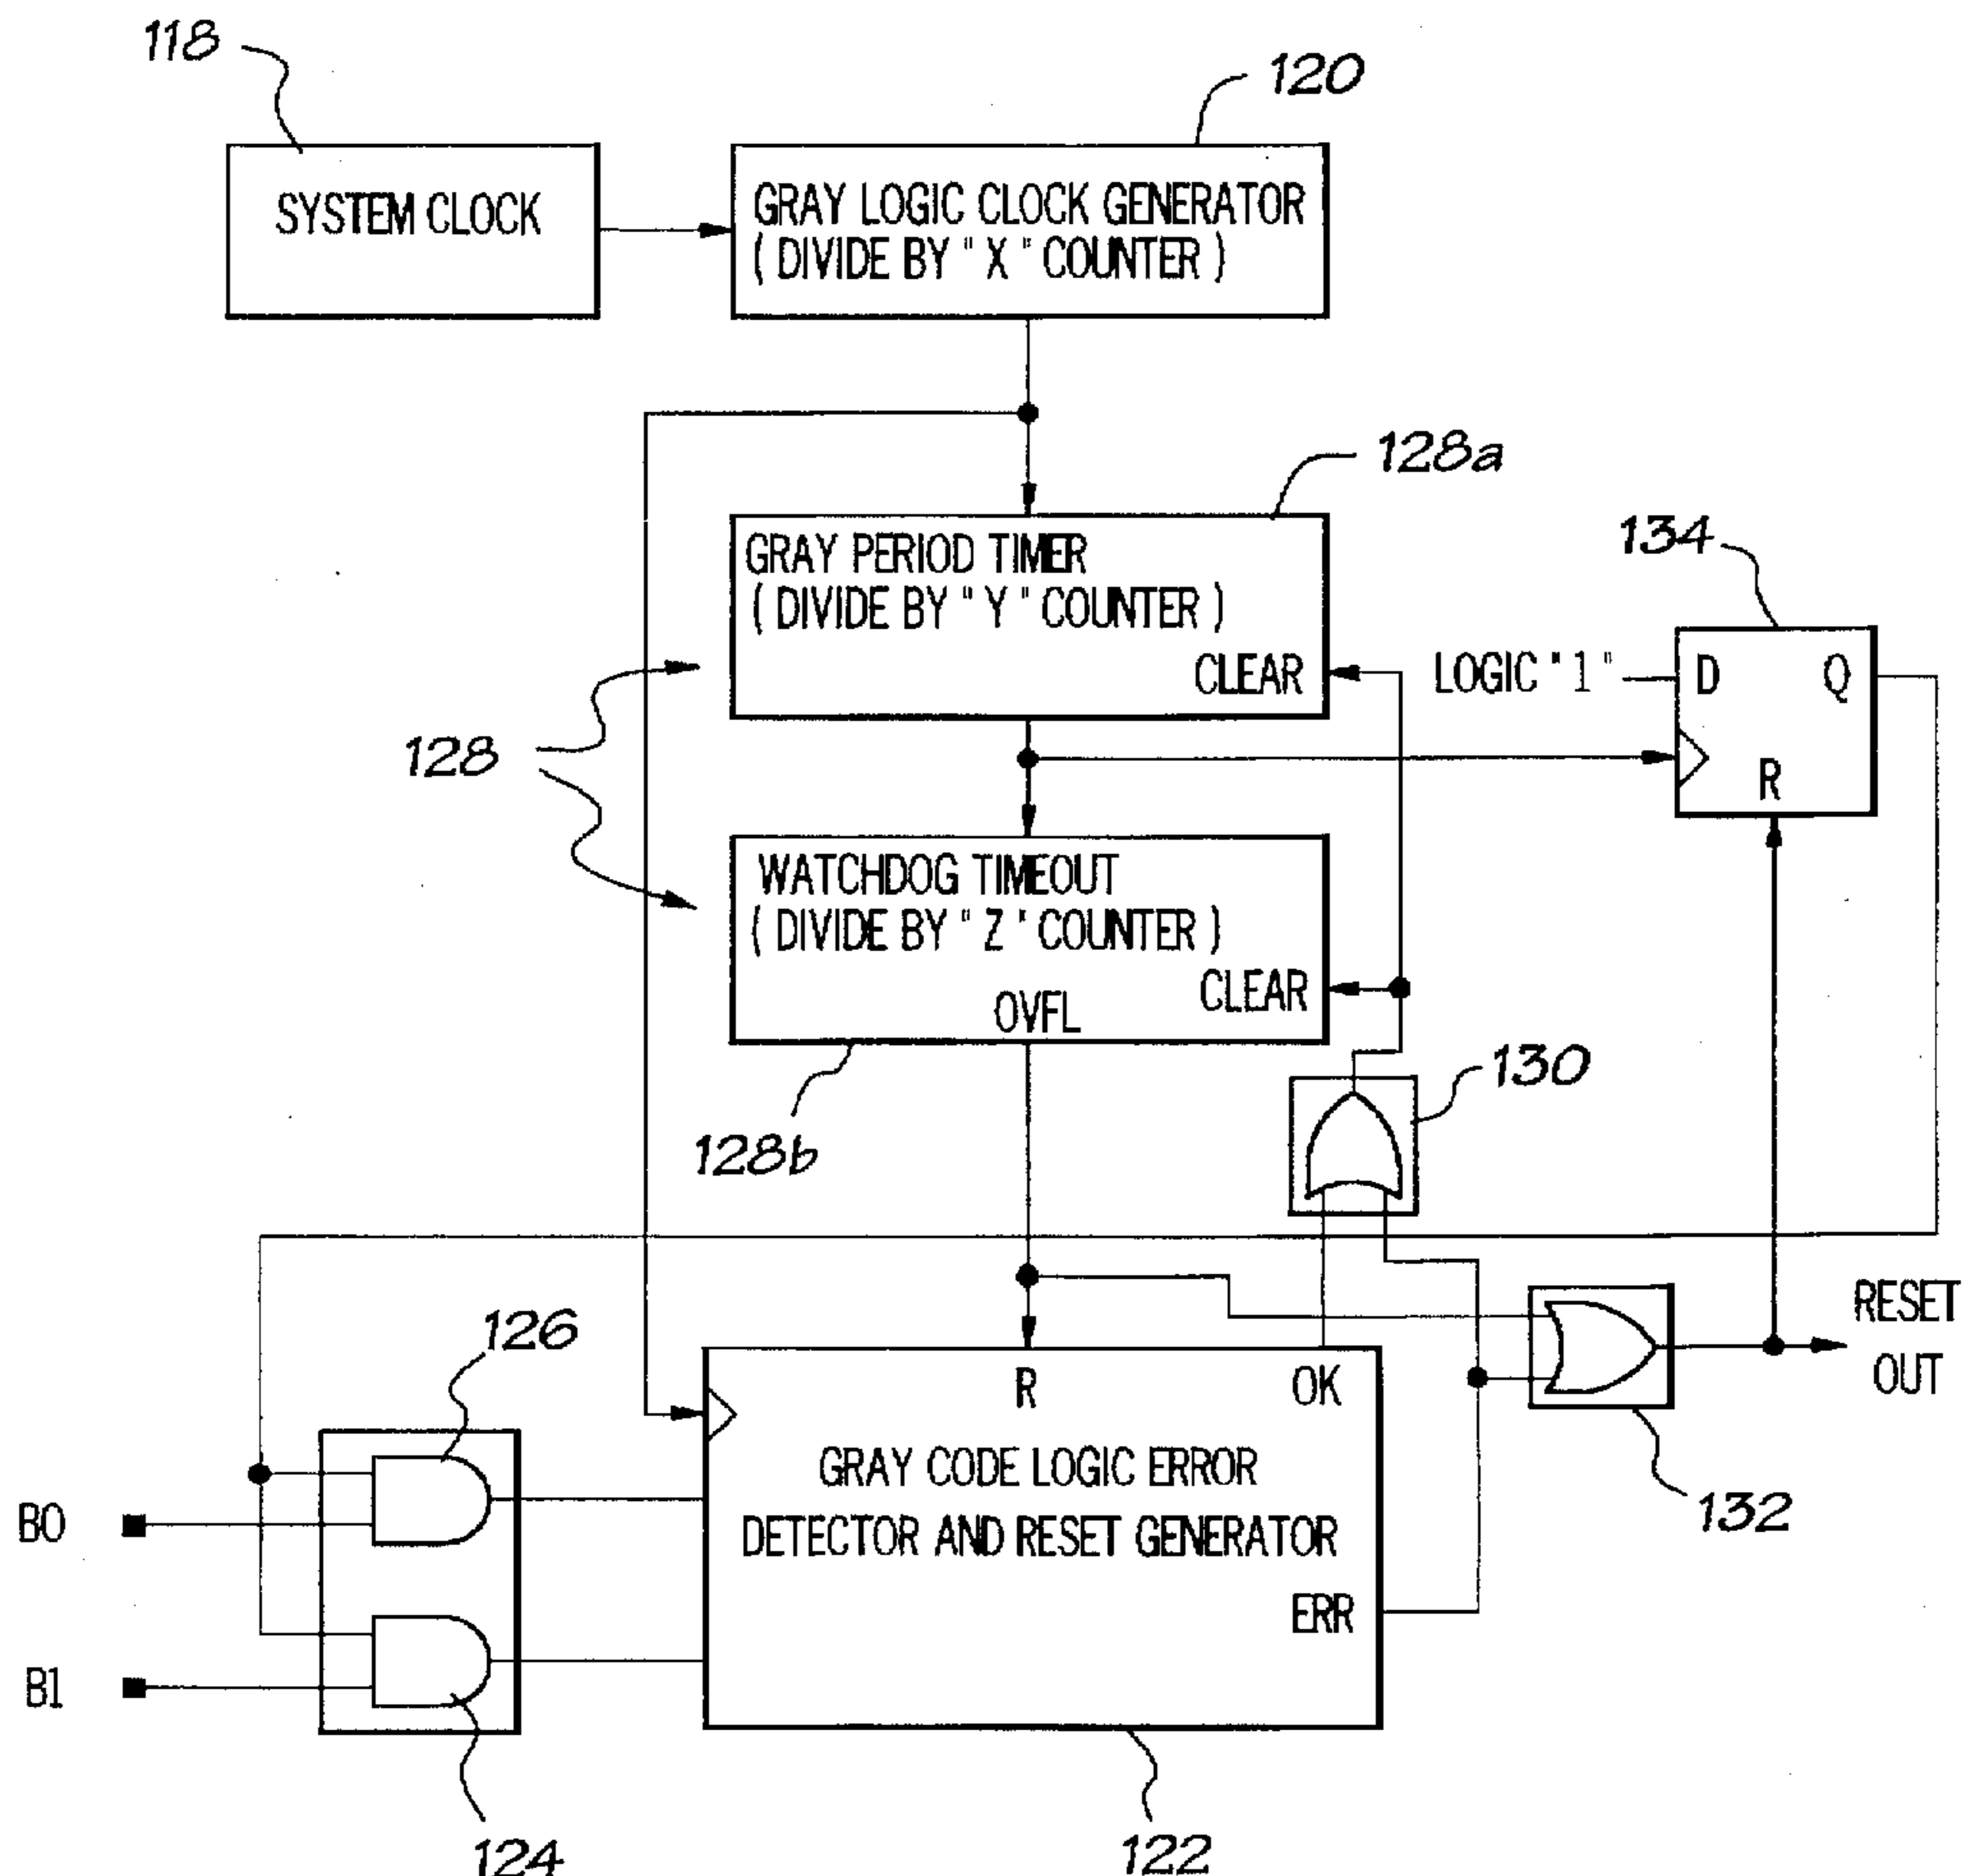 118
120
SYSTEM CLOCK
GRAY LOGIC CLOCK GENERATOR
( DIVIDE BY " X " COUNTER )
128a
GRAY PERIOD TIMER
( DIVIDE BY " Y " COUNTER )
CLEAR
134
LOGIC "1"
D
Q
R
128
WATCHDOG TIMEOUT
( DIVIDE BY " Z " COUNTER )
CLEAR
OVFL
128b
130
RESET
OUT
132
126
R
OK
GRAY CODE LOGIC ERROR
DETECTOR AND RESET GENERATOR
ERR
B0
B1
124
122